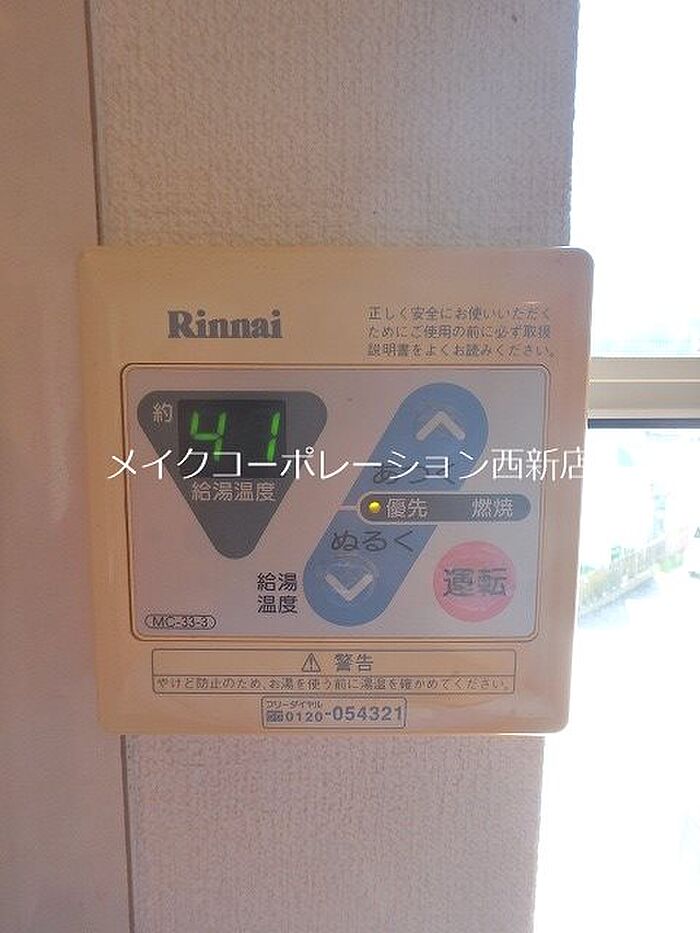 Rinnai
正しく安全にお使いいただく
ためにご使用の前に必ず取扱
説明書をよくお読みください。
約 41
給湯温度
あつく
メイクコーポレーション西新店
優先 燃焼
ぬるく
給湯
温度
運転
MC-33-3
⚠ 警告
やけど防止のため、お湯を使う前に湯温を確かめてください。
フリーダイヤル
0120-054321